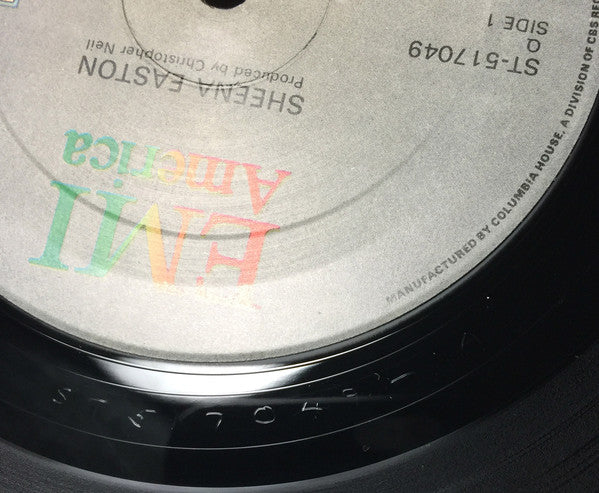 ST-517049
Q
SIDE 1
SHEENA EASTON
Produced by Christopher Neil
EMI
America
MANUFACTURED BY COLUMBIA HOUSE, A DIVISION OF CBS REC